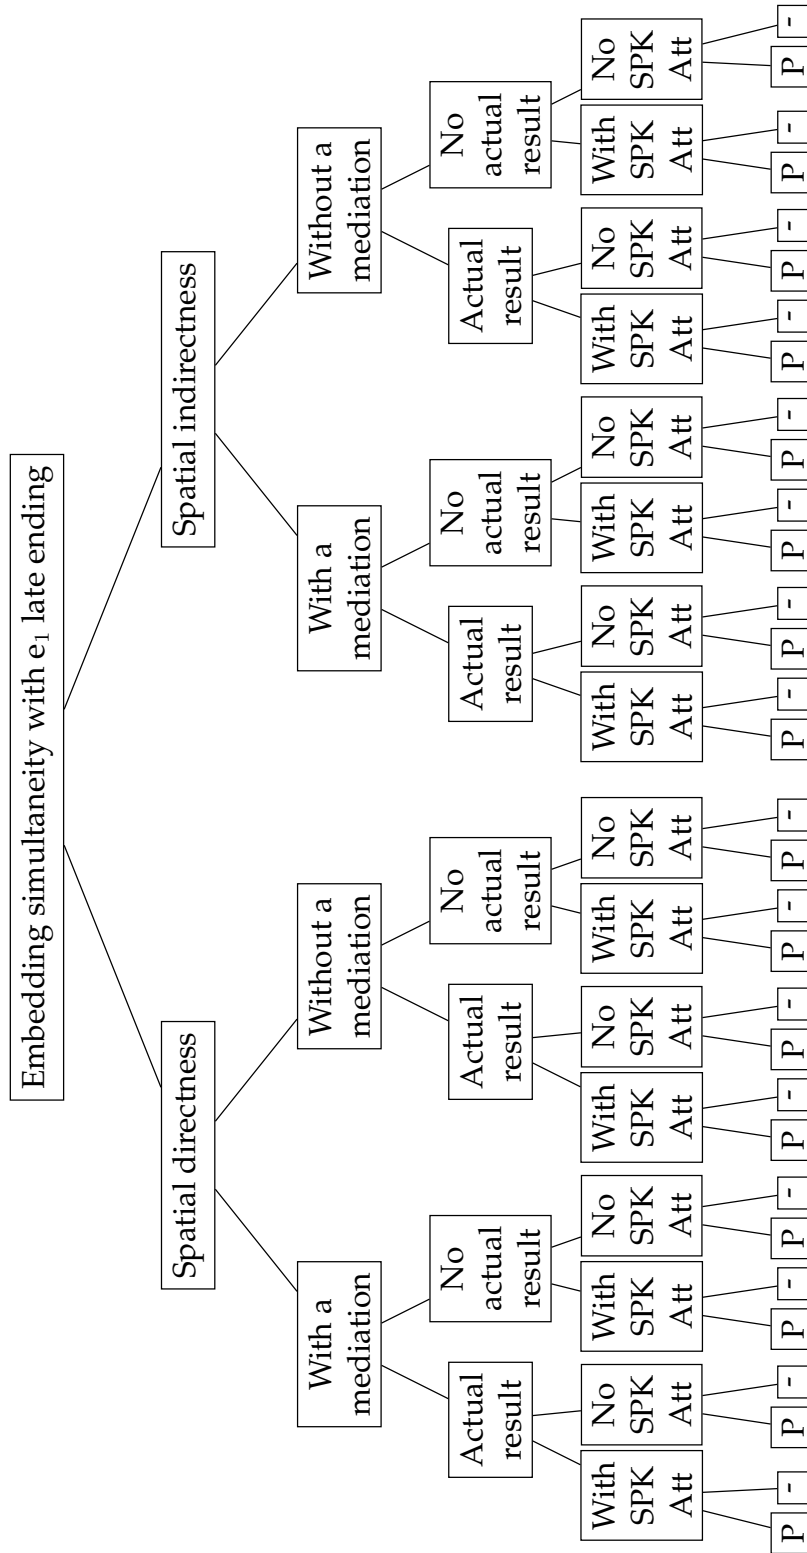 Embedding simultaneity with e₁ late ending
Spatial directness
Spatial indirectness
With a
mediation
Without a
mediation
With a
mediation
Without a
mediation
Actual
result
No
actual
result
Actual
result
No
actual
result
Actual
result
No
actual
result
Actual
result
No
actual
result
With
SPK
Att
No
SPK
Att
With
SPK
Att
No
SPK
Att
With
SPK
Att
No
SPK
Att
With
SPK
Att
No
SPK
Att
With
SPK
Att
No
SPK
Att
With
SPK
Att
No
SPK
Att
With
SPK
Att
No
SPK
Att
With
SPK
Att
No
SPK
Att
P
-
P
-
P
-
P
-
P
-
P
-
P
-
P
-
P
-
P
-
P
-
P
-
P
-
P
-
P
-
P
-